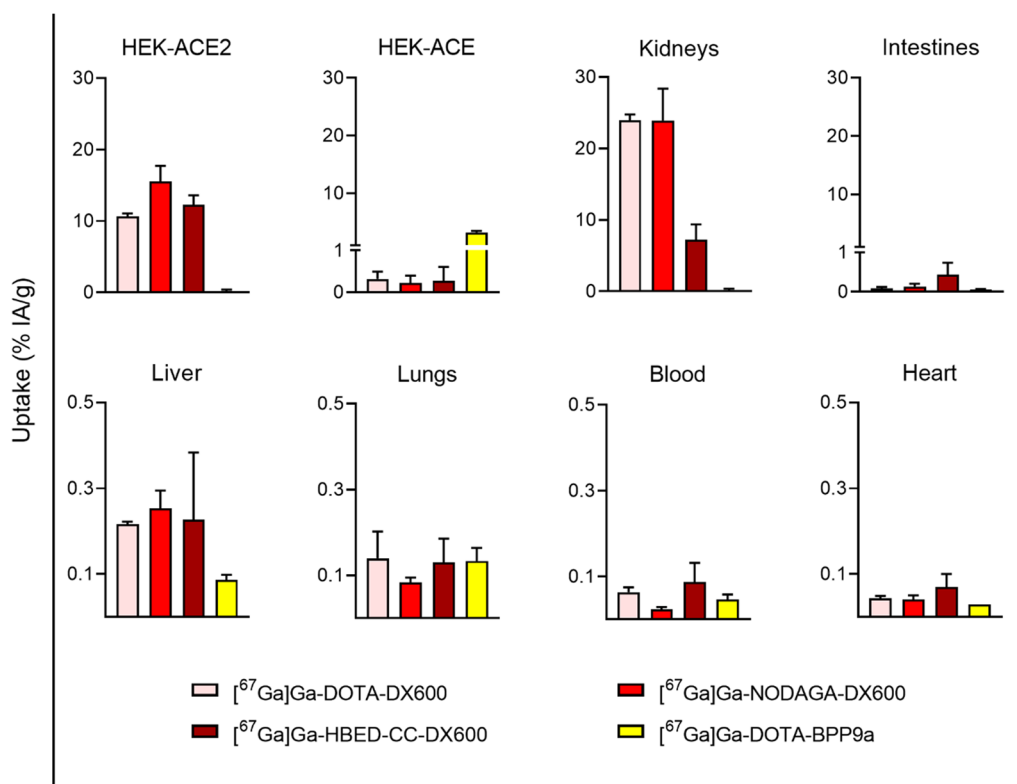 HEK-ACE2 HEK-ACE Kidneys Intestines
30 30 30 30
20 20 20 20
10 10 10 10
1 1
0 0 0 0
Uptake (% IA/g)
Liver Lungs Blood Heart
0.5 0.5 0.5 0.5
0.3 0.3 0.3 0.3
0.1 0.1 0.1 0.1
[⁶⁷Ga]Ga-DOTA-DX600 [⁶⁷Ga]Ga-NODAGA-DX600
[⁶⁷Ga]Ga-HBED-CC-DX600 [⁶⁷Ga]Ga-DOTA-BPP9a